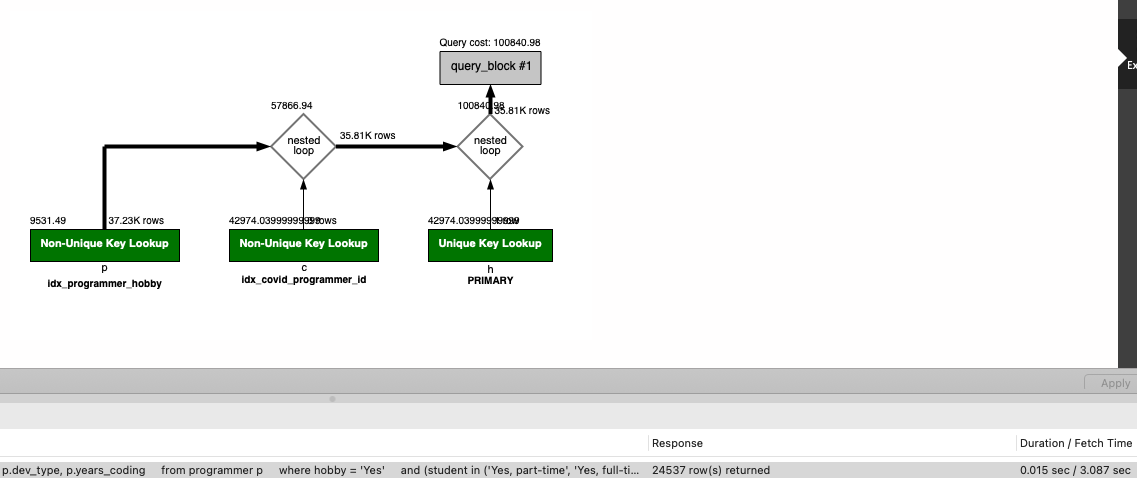 Query cost: 100840.98
query_block #1
57866.94
100840.98
35.81K rows
nested
loop
35.81K rows
nested
loop
9531.49
37.23K rows
42974.0399999999
rows
42974.0399999999
Non-Unique Key Lookup
Non-Unique Key Lookup
Unique Key Lookup
p
c
h
idx_programmer_hobby
idx_covid_programmer_id
PRIMARY
Ex
Apply
Response
Duration / Fetch Time
p.dev_type, p.years_coding from programmer p where hobby = 'Yes' and (student in ('Yes, part-time', 'Yes, full-ti...
24537 row(s) returned
0.015 sec / 3.087 sec